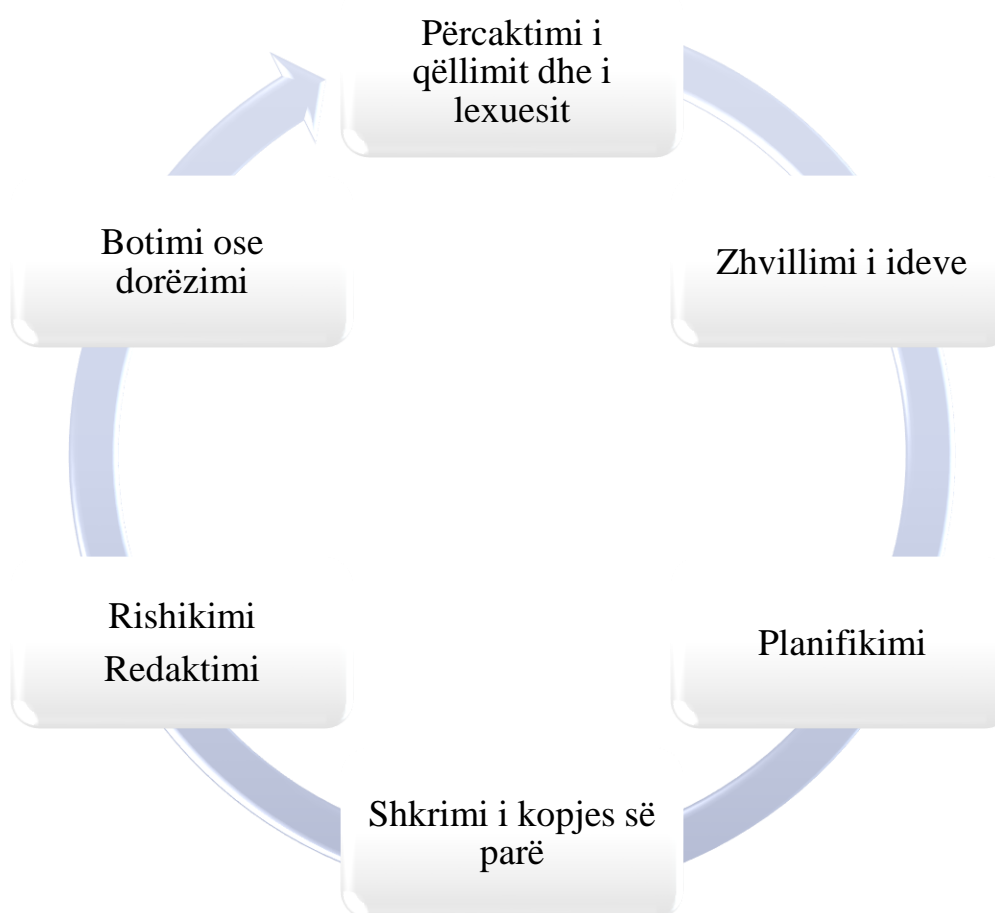 Përcaktimi i
qëllimit dhe i
lexuesit
Zhvillimi i ideve
Planifikimi
Shkrimi i kopjes së
parë
Rishikimi
Redaktimi
Botimi ose
dorëzimi